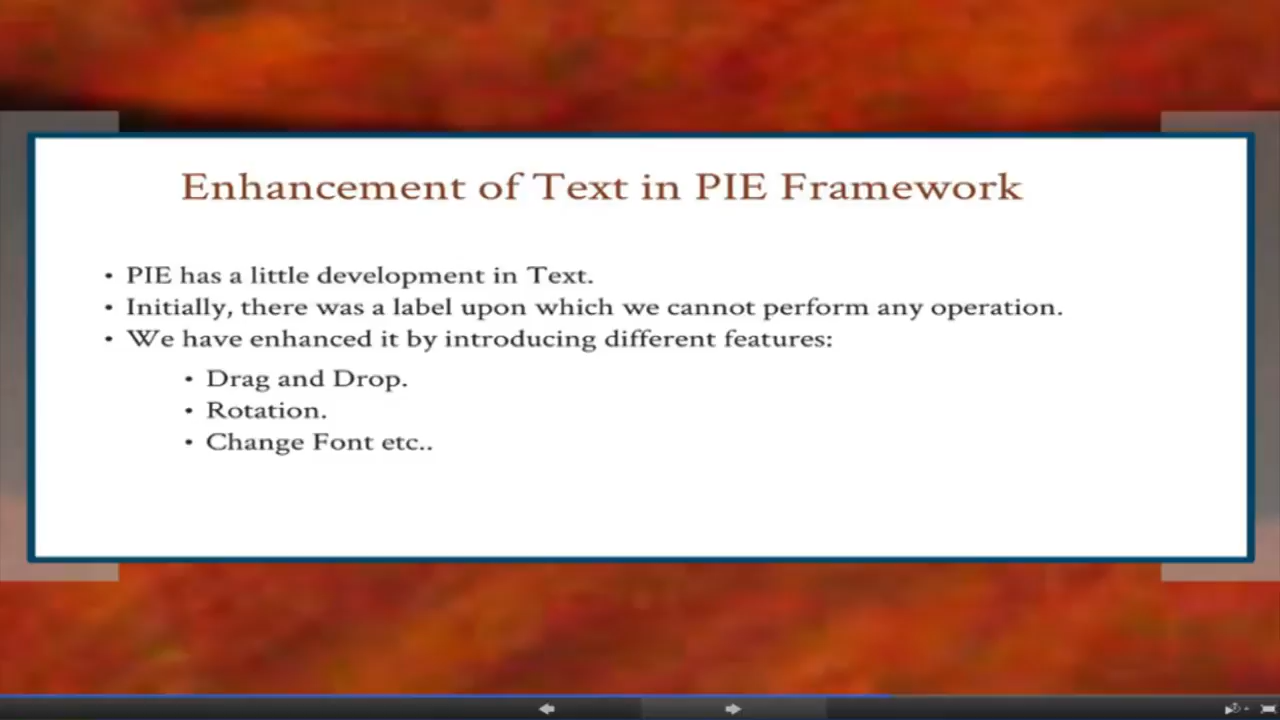 Enhancement of Text in PIE Framework
• PIE has a little development in Text.
• Initially, there was a label upon which we cannot perform any operation.
• We have enhanced it by introducing different features:
• Drag and Drop.
• Rotation.
• Change Font etc..